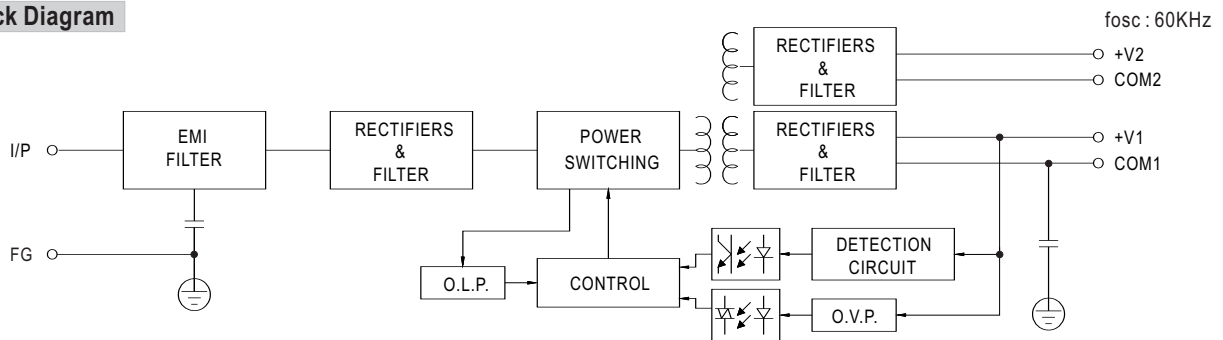 ck Diagram
fosc : 60KHz
RECTIFIERS
&
FILTER
+V2
COM2
I/P
EMI
FILTER
RECTIFIERS
&
FILTER
POWER
SWITCHING
RECTIFIERS
&
FILTER
+V1
COM1
FG
O.L.P.
CONTROL
DETECTION
CIRCUIT
O.V.P.